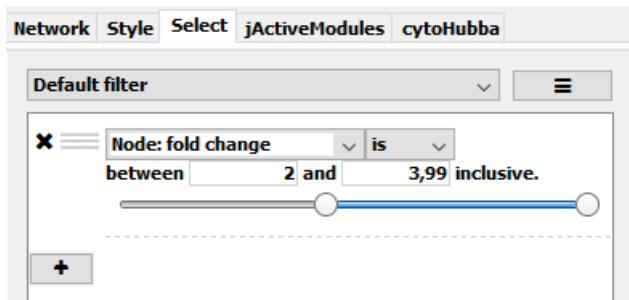 Network Style Select jActiveModules cytoHubba
Default filter
Node: fold change is
between 2 and 3,99 inclusive.
+